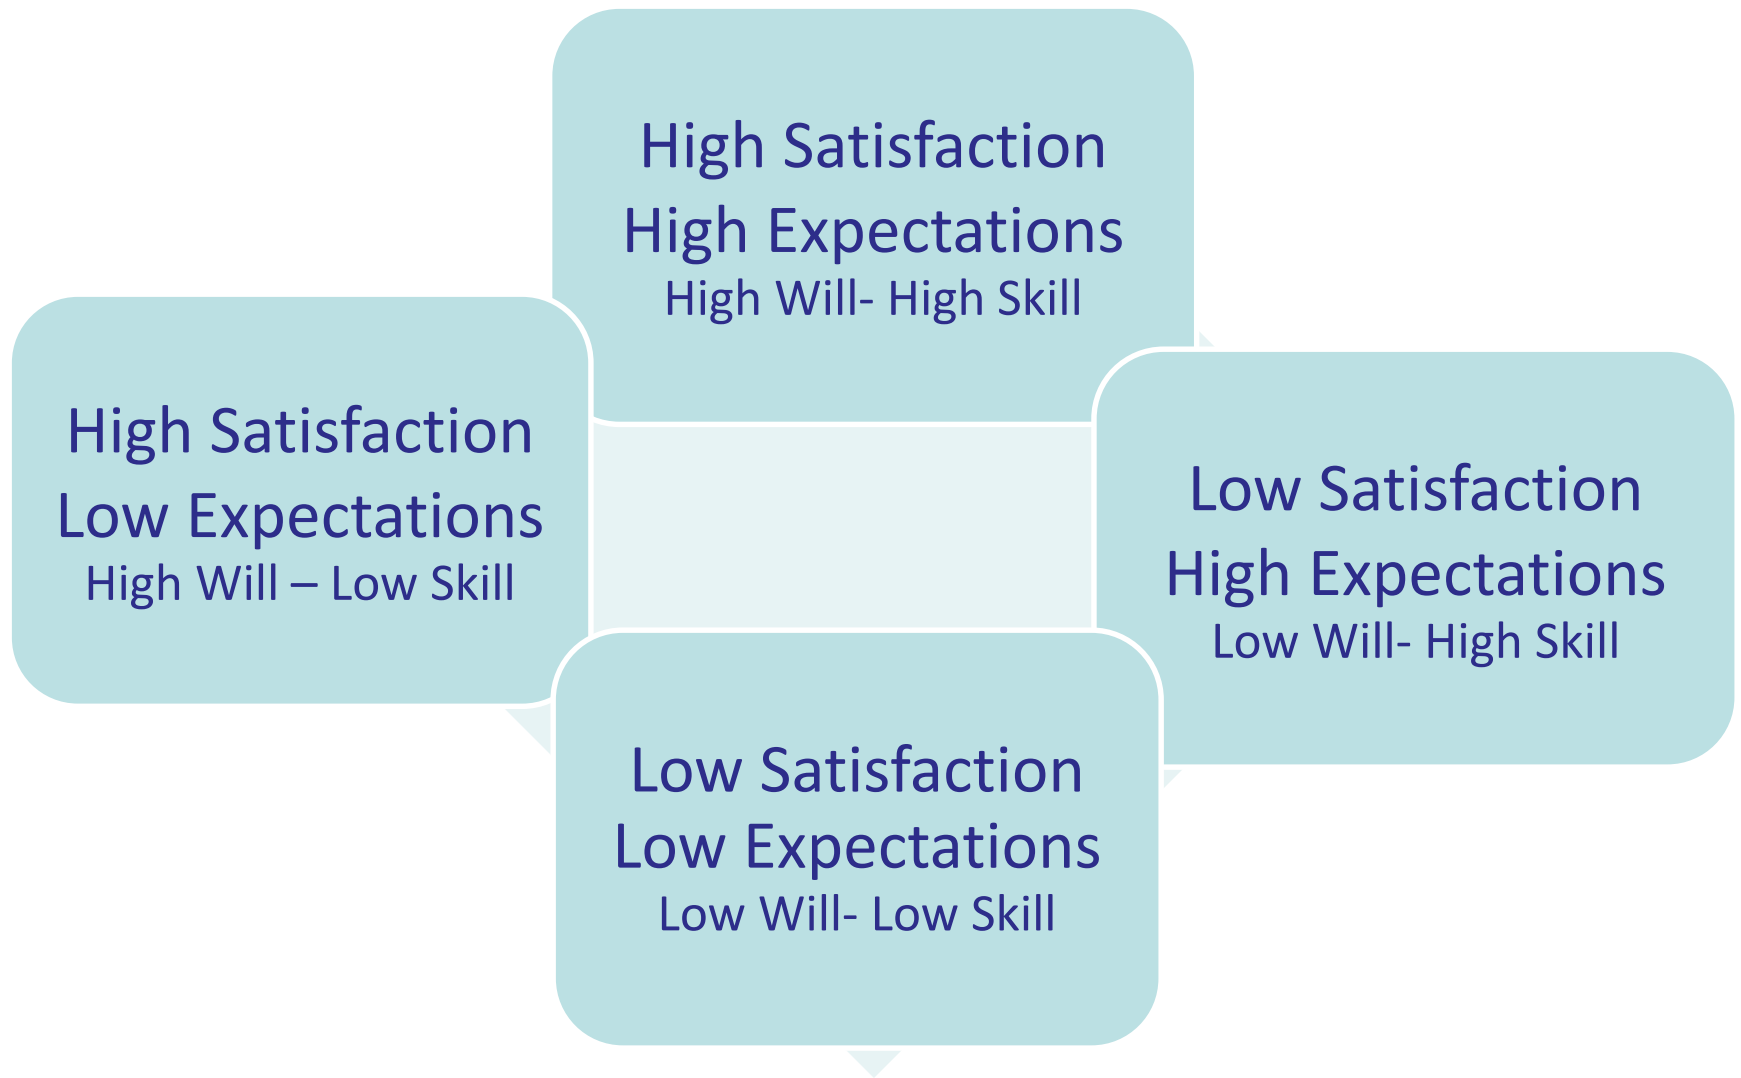 High Satisfaction
High Expectations
High Will- High Skill
High Satisfaction
Low Expectations
High Will – Low Skill
Low Satisfaction
High Expectations
Low Will- High Skill
Low Satisfaction
Low Expectations
Low Will- Low Skill